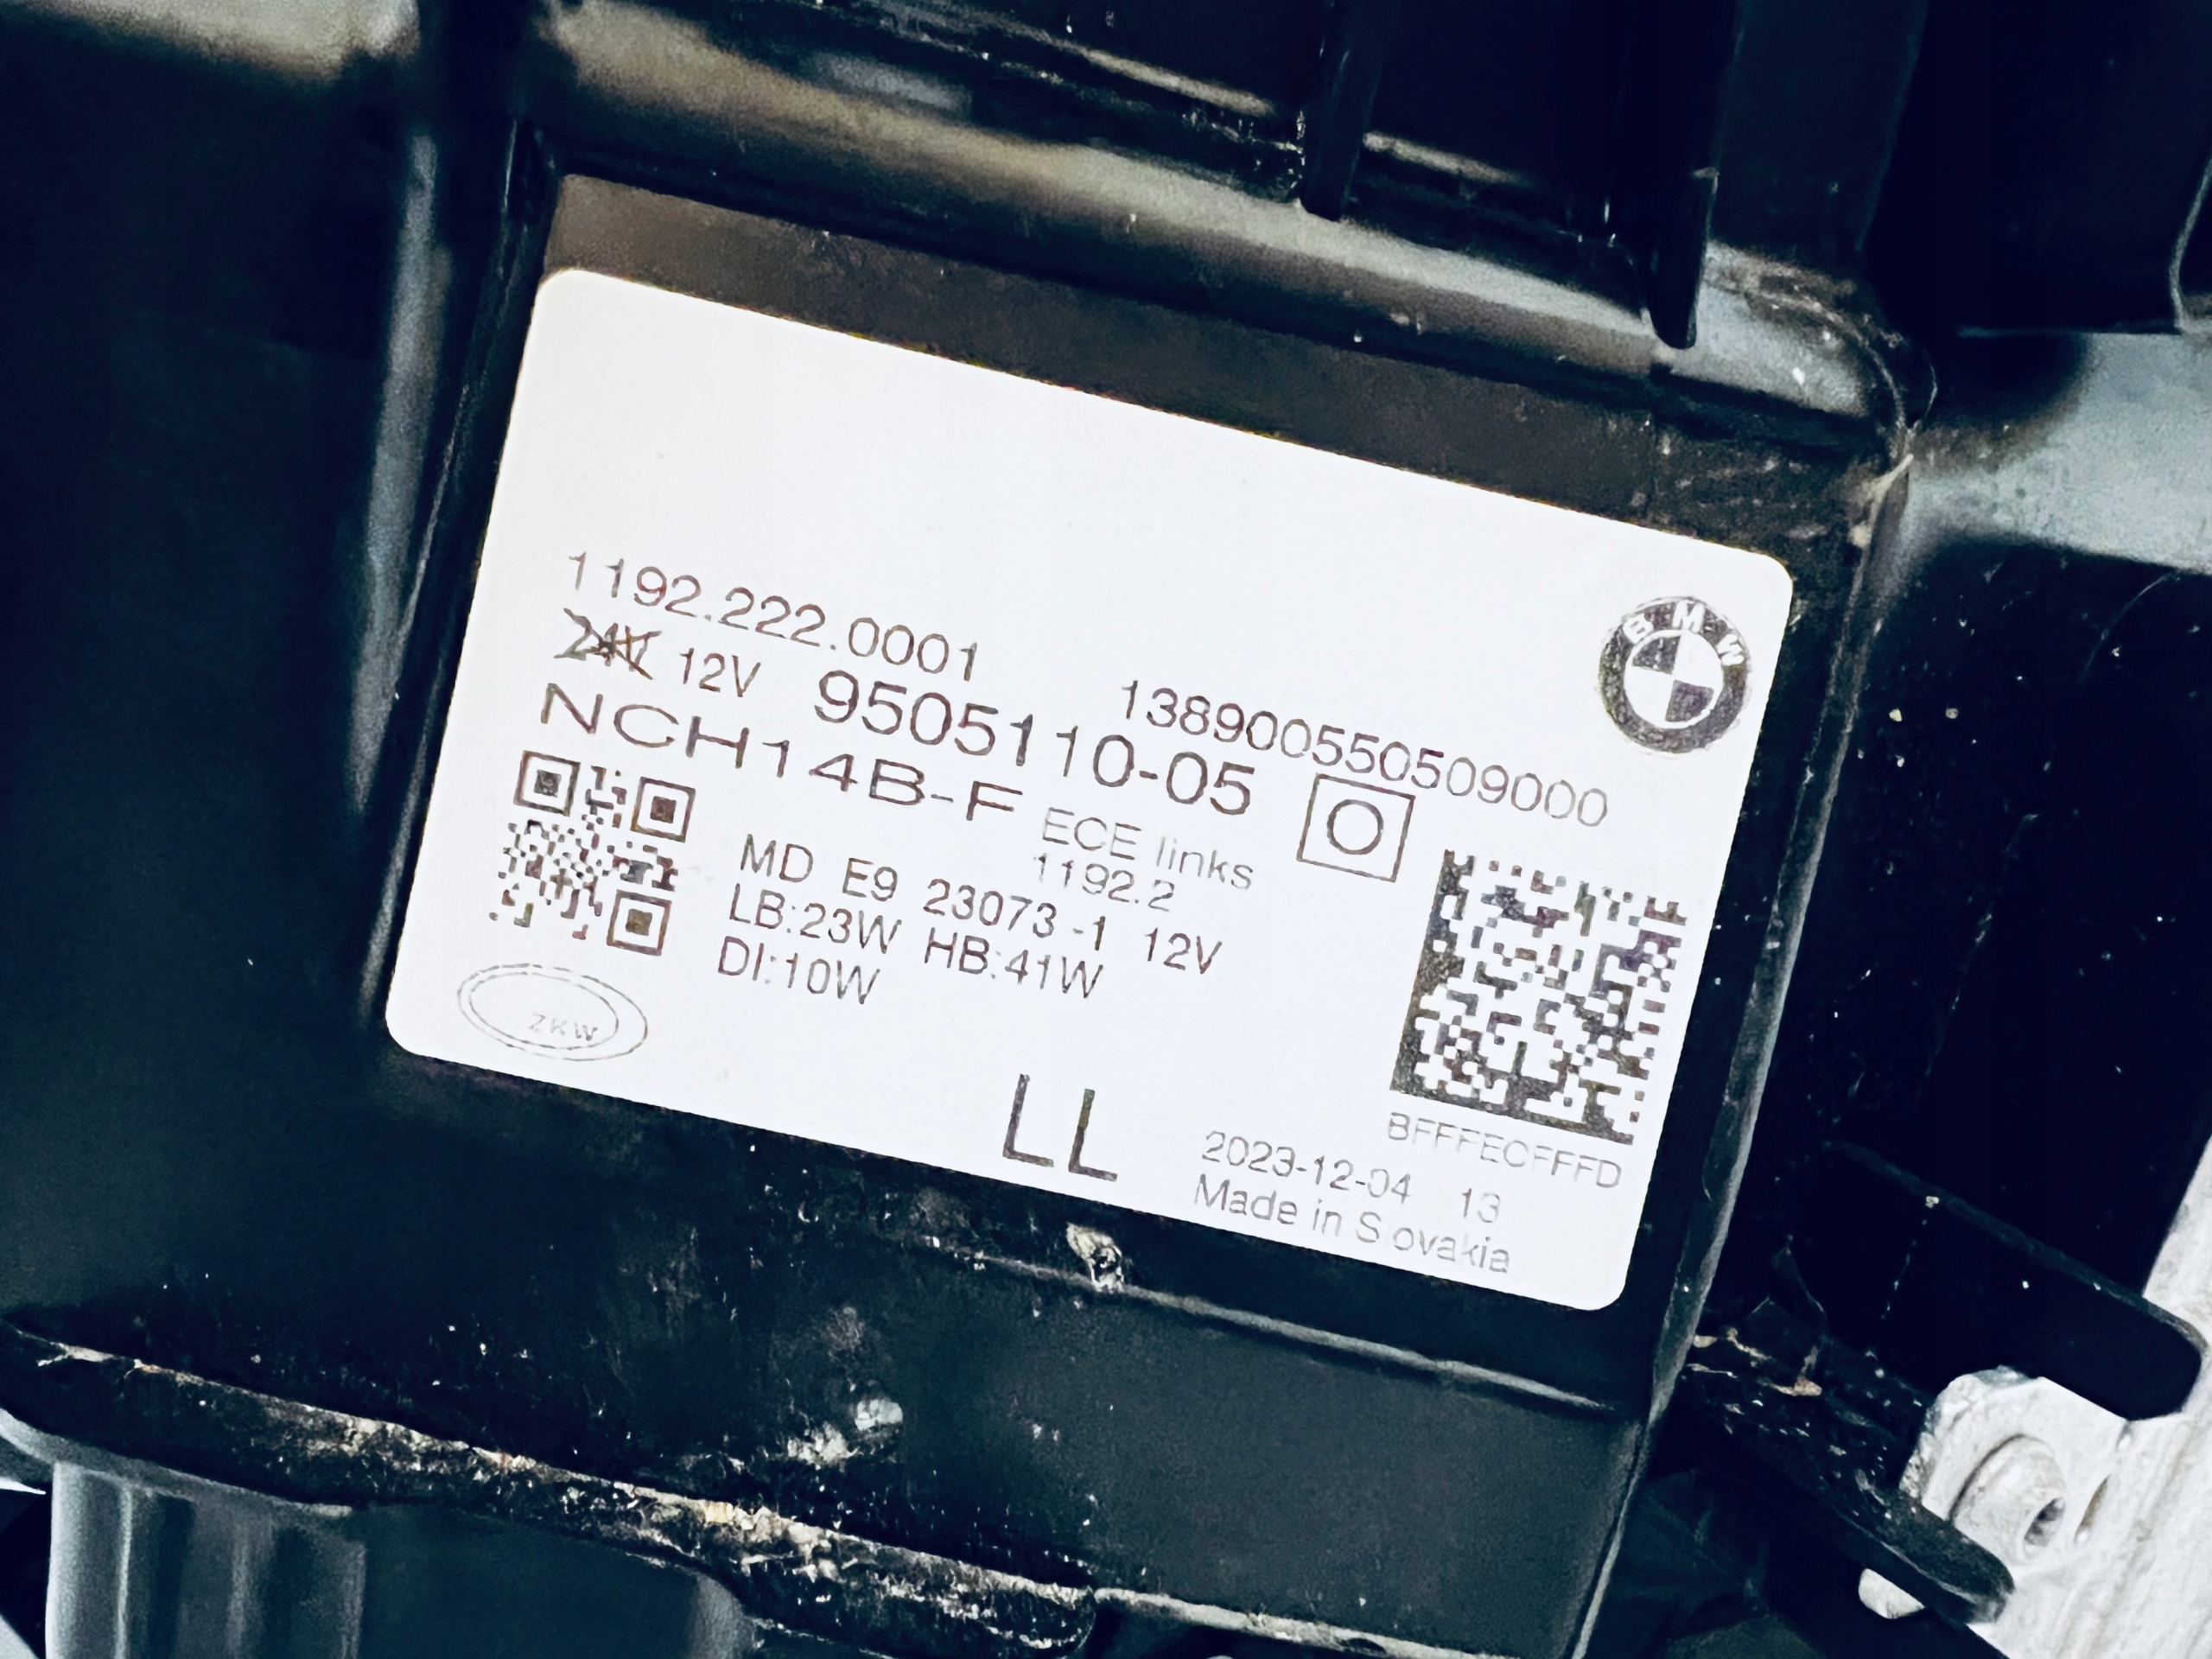 1192.222.0001
24V 12V 9505110-05
138900550509000
BMW
NCH14B-F ECE links
1192.2
MD E9 23073-1 12V
LB:23W HB:41W
DI:10W
ZKW
LL
BFFFECFFFD
2023-12-04 13
Made in Slovakia